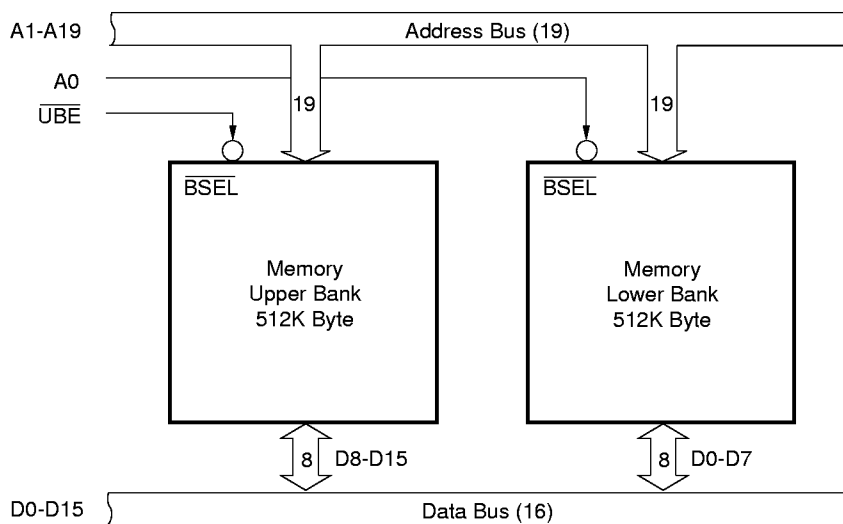 A1-A19
Address Bus (19)
A0
UBE
19
19
BSEL
BSEL
Memory
Upper Bank
512K Byte
Memory
Lower Bank
512K Byte
8
D8-D15
8
D0-D7
D0-D15
Data Bus (16)